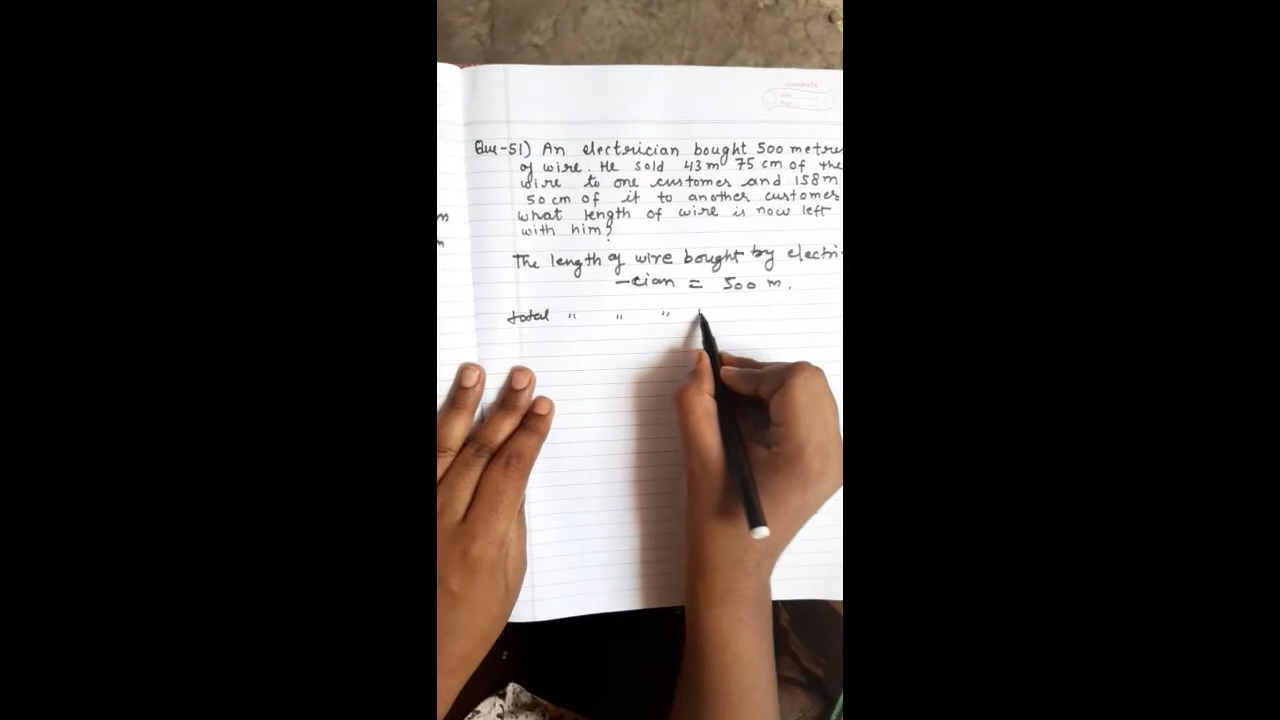 Que-51) An electrician bought 500 metre
of wire. He sold 43 m 75 cm of the
wire to one customer and 158 m
50 cm of it to another customer
what length of wire is now left
with him?
The length of wire bought by electri-
-cian = 500 m.
total " " "
m
m